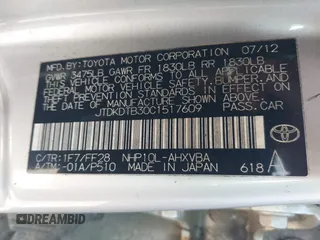 MFD. BY: TOYOTA MOTOR CORPORATION 07/12
GVWR 3475LB GAWR FR 1830LB RR 1830LB
THIS VEHICLE CONFORMS TO ALL APPLICABLE
FEDERAL MOTOR VEHICLE SAFETY, BUMPER, AND
THEFT PREVENTION STANDARDS IN EFFECT ON
THE DATE OF MANUFACTURE SHOWN ABOVE.
JTDKDTB30C1517609 PASS. CAR
C/TR:1F7/FF28 NHP10L-AHXVBA
A/TM:-01A/P510 MADE IN JAPAN 618 A
TOYOTA
DREAMBID